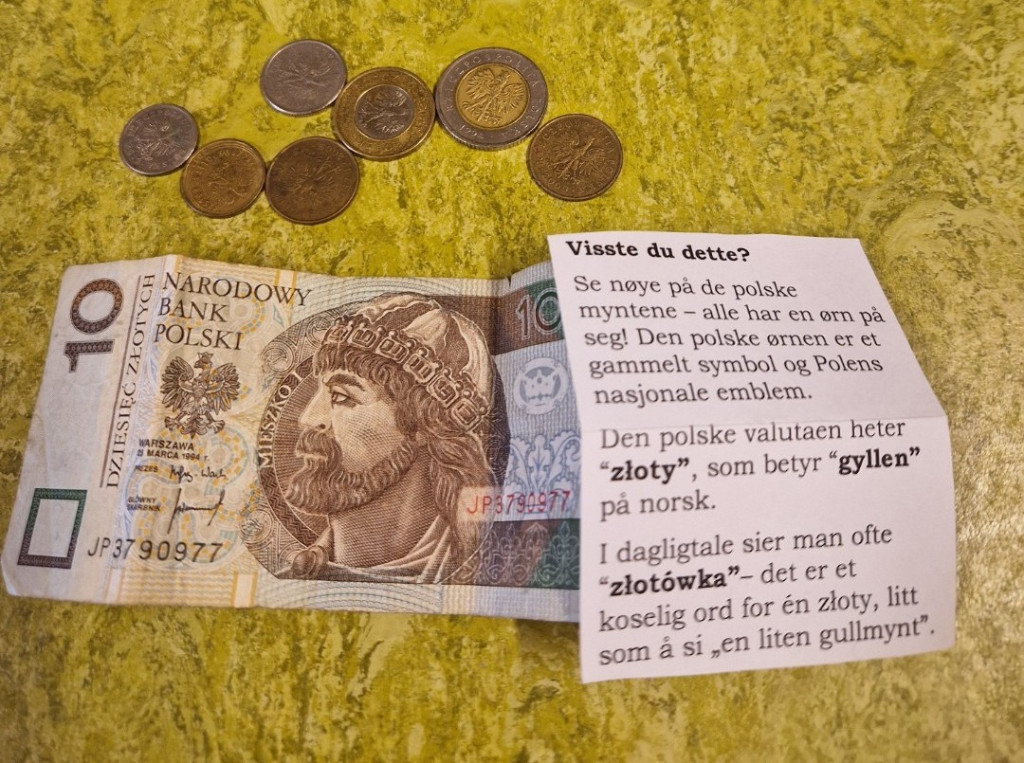 10
DZIESIĘĆ ZŁOTYCH
NARODOWY
BANK
POLSKI
WARSZAWA
25 MARCA 1994 r.
PREZES
GŁÓWNY
SKARBNIK
JP3790977
MIESZKO I
10
JP3790977
Visste du dette?
Se nøye på de polske
myntene – alle har en ørn på
seg! Den polske ørnen er et
gammelt symbol og Polens
nasjonale emblem.
Den polske valutaen heter
“złoty”, som betyr “gyllen”
på norsk.
I dagligtale sier man ofte
“złotówka”– det er et
koselig ord for én złoty, litt
som å si „en liten gullmynt”.